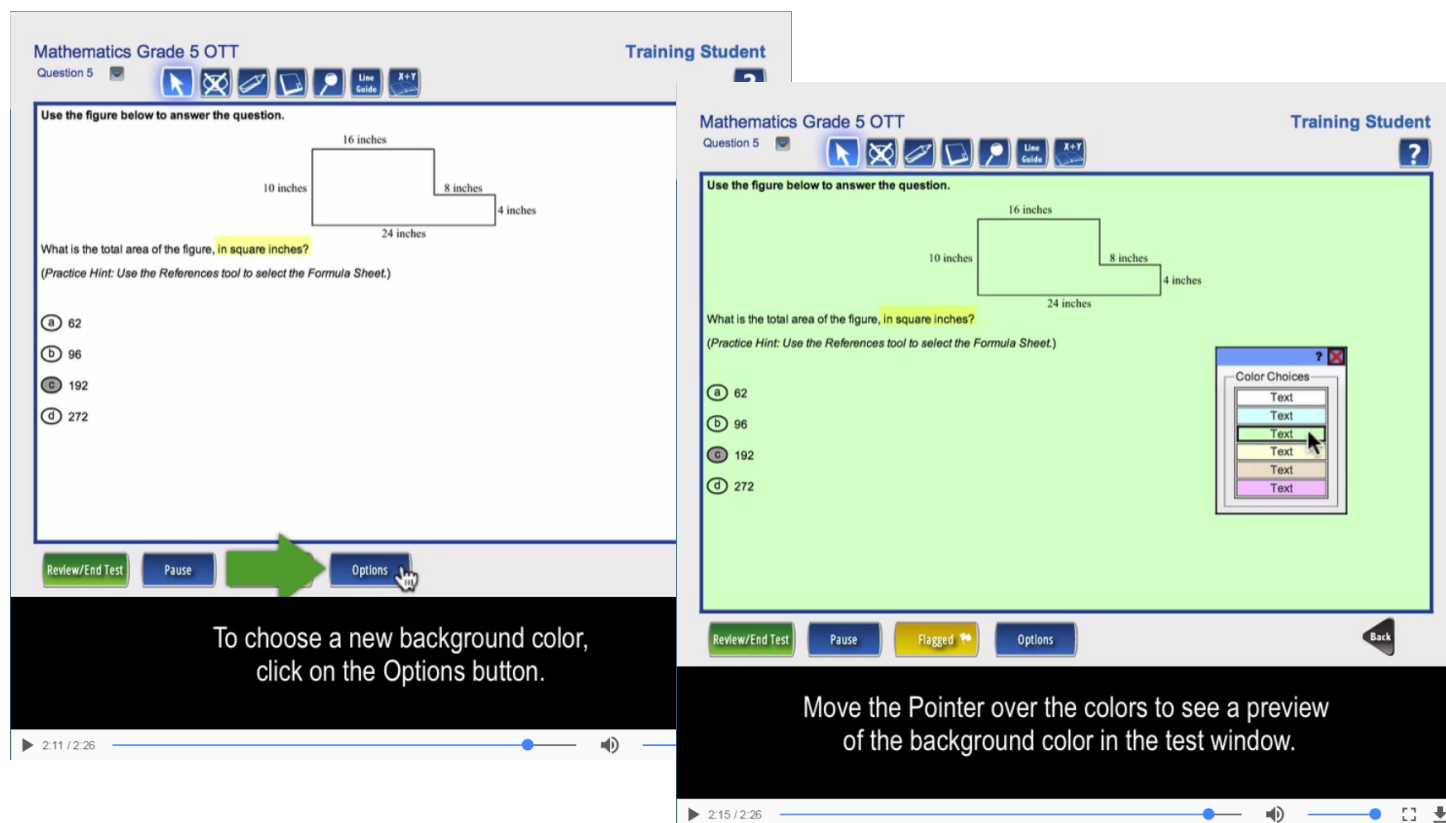 Mathematics Grade 5 OTT
Training Student
Question 5
Line
Guide
X+Y
?
Use the figure below to answer the question.
16 inches
10 inches
8 inches
4 inches
24 inches
What is the total area of the figure, in square inches?
(Practice Hint: Use the References tool to select the Formula Sheet.)
a 62
b 96
c 192
d 272
Review/End Test
Pause
Options
To choose a new background color,
click on the Options button.
2:11 / 2:26
Mathematics Grade 5 OTT
Training Student
Question 5
Line
Guide
X+Y
?
Use the figure below to answer the question.
16 inches
10 inches
8 inches
4 inches
24 inches
What is the total area of the figure, in square inches?
(Practice Hint: Use the References tool to select the Formula Sheet.)
?
Color Choices
Text
Text
Text
Text
Text
Text
a 62
b 96
c 192
d 272
Review/End Test
Pause
Flagged
Options
Back
Move the Pointer over the colors to see a preview
of the background color in the test window.
2:15 / 2:26